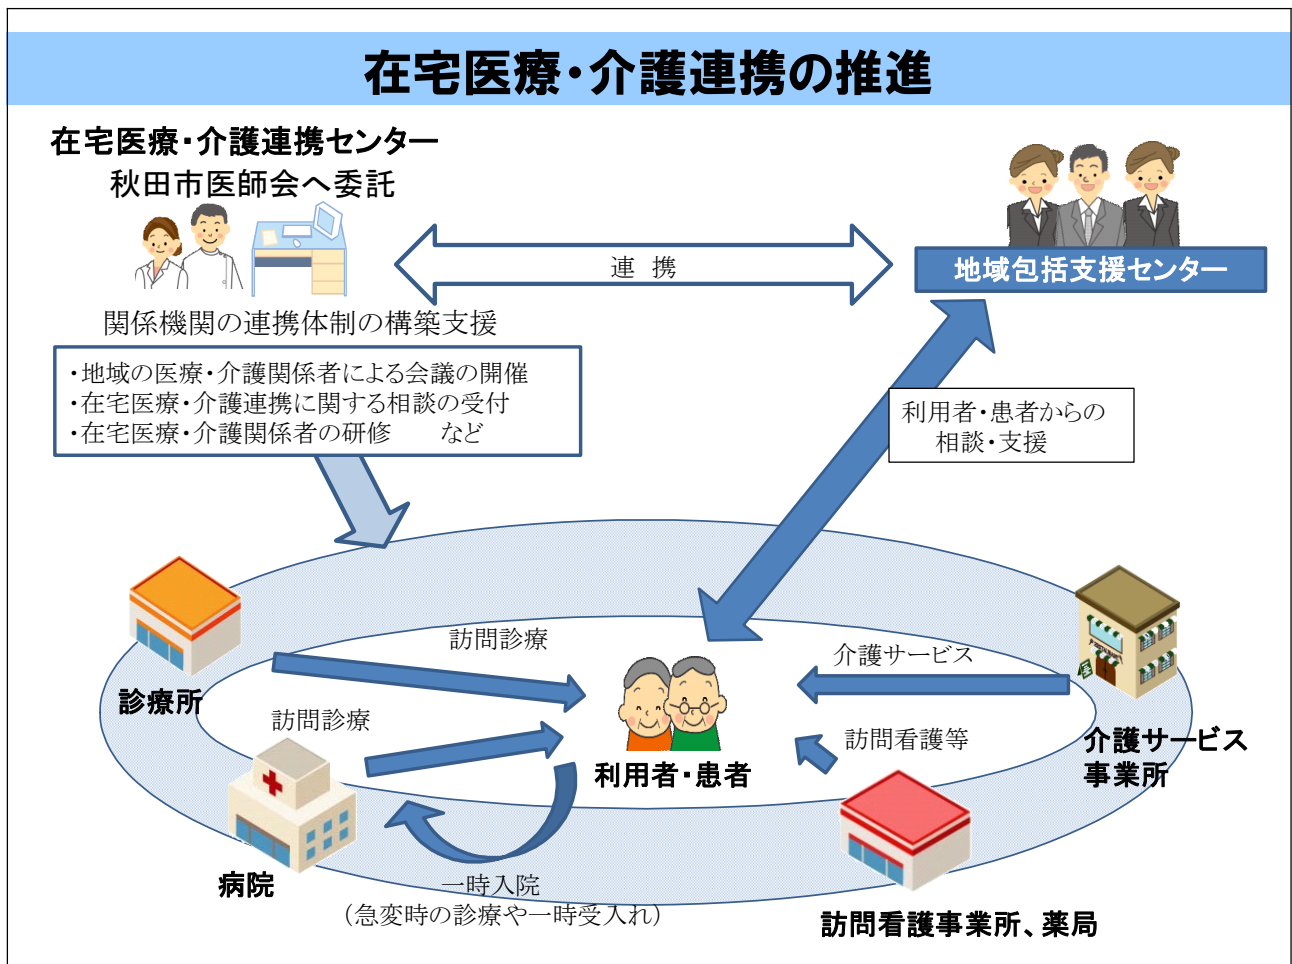 在宅医療・介護連携の推進
在宅医療・介護連携センター
秋田市医師会へ委託
連 携
地域包括支援センター
関係機関の連携体制の構築支援
・地域の医療・介護関係者による会議の開催
・在宅医療・介護連携に関する相談の受付
・在宅医療・介護関係者の研修　　など
利用者・患者からの
相談・支援
訪問診療
介護サービス
診療所
訪問診療
訪問看護等
介護サービス
事業所
利用者・患者
病院
一時入院
（急変時の診療や一時受入れ）
訪問看護事業所、薬局